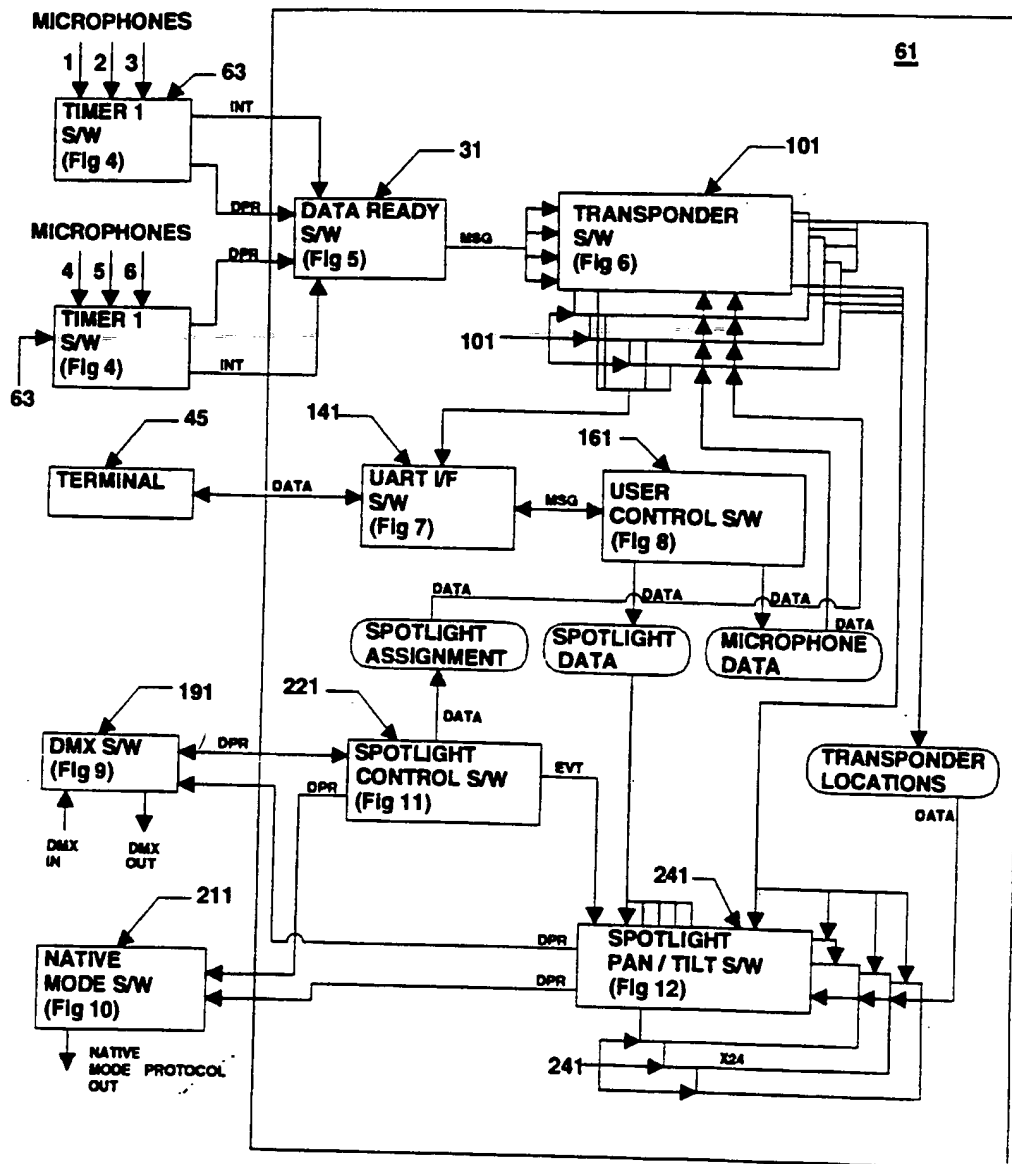 MICROPHONES
61
1 2 3
63
TIMER 1
S/W
(Fig 4)
INT
DPR
31
DATA READY
S/W
(Fig 5)
MSG
101
TRANSPONDER
S/W
(Fig 6)
MICROPHONES
4 5 6
DPR
TIMER 1
S/W
(Fig 4)
INT
63
101
45
TERMINAL
DATA
141
UART I/F
S/W
(Fig 7)
MSG
161
USER
CONTROL S/W
(Fig 8)
DATA
DATA
DATA
DATA
SPOTLIGHT
ASSIGNMENT
SPOTLIGHT
DATA
MICROPHONE
DATA
191
DMX S/W
(Fig 9)
DPR
DMX
IN
DMX
OUT
221
DATA
SPOTLIGHT
CONTROL S/W
(Fig 11)
DPR
EVT
TRANSPONDER
LOCATIONS
DATA
211
NATIVE
MODE S/W
(Fig 10)
NATIVE
MODE PROTOCOL
OUT
241
DPR
DPR
SPOTLIGHT
PAN / TILT S/W
(Fig 12)
X24
241